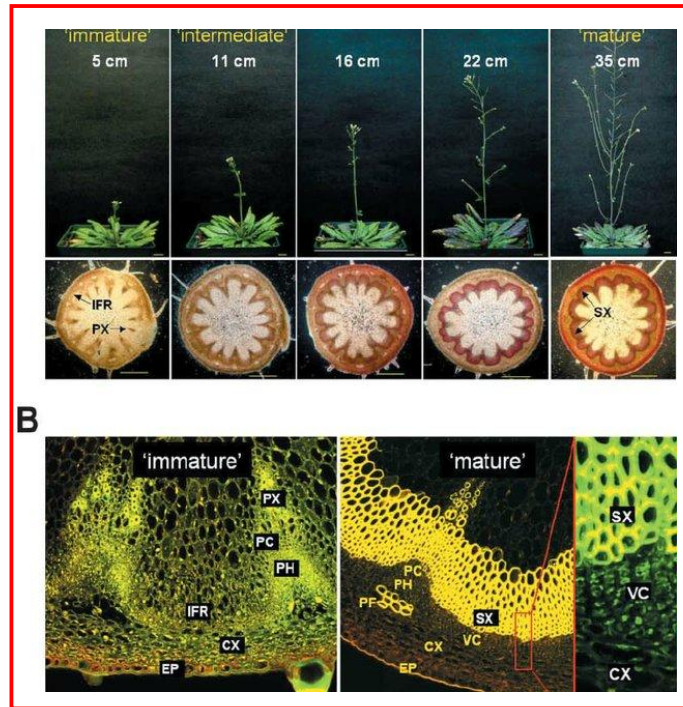 'immature' 'intermediate' 'mature'
5 cm 11 cm 16 cm 22 cm 35 cm
IFR
PX
SX
B
'immature'
PX
PC
PH
IFR
CX
EP
'mature'
PC
PH
PF
SX
VC
CX
EP
SX
VC
CX